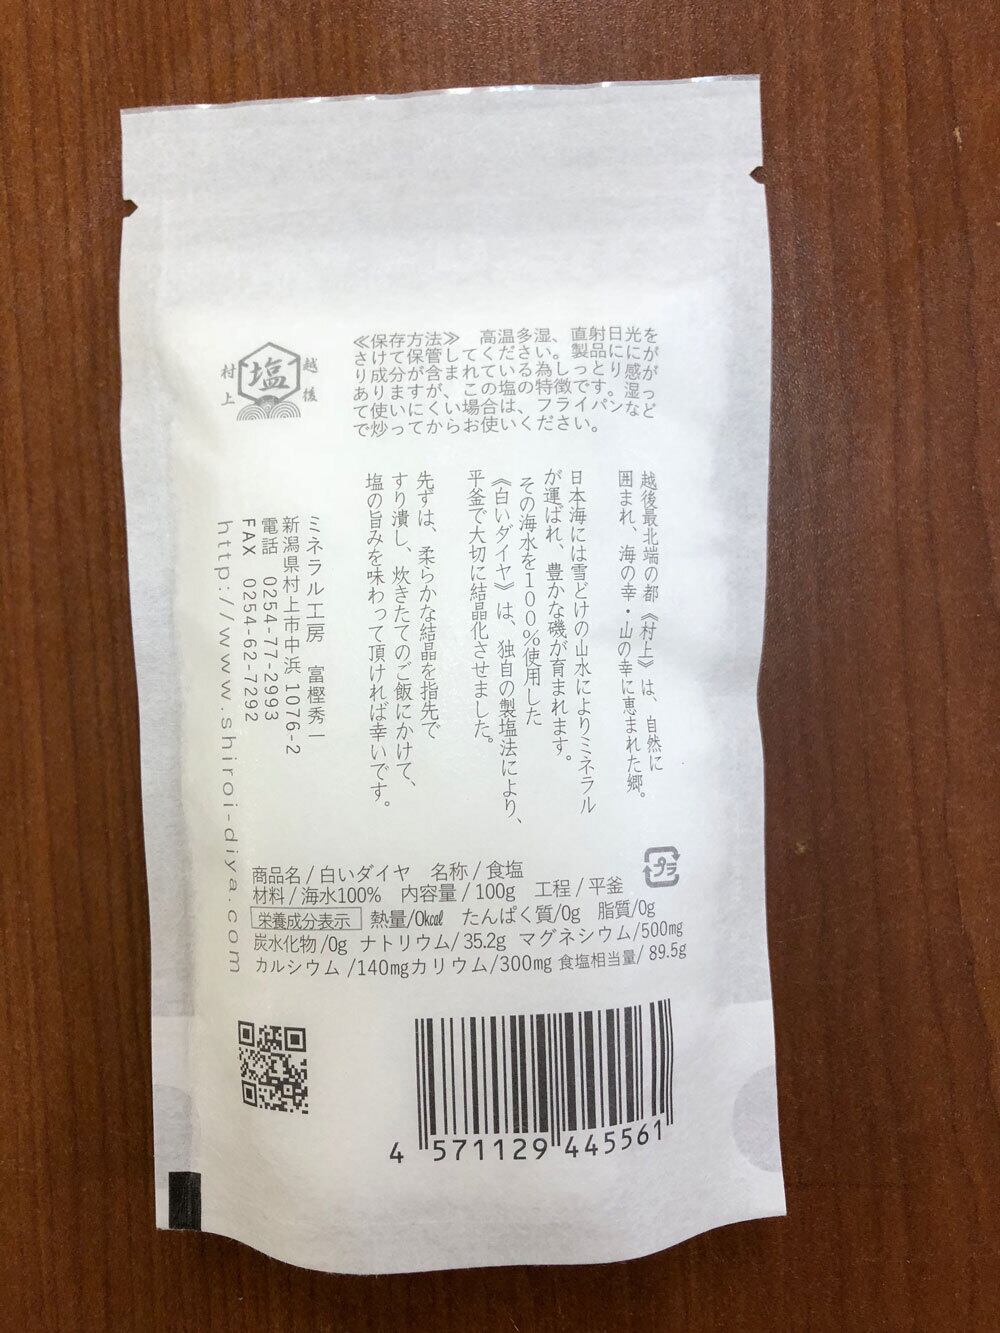 越後
塩
村上
≪保存方法≫ 高温多湿、直射日光を
さけて保管してください。製品ににが
り成分が含まれている為しっとり感が
ありますが、この塩の特徴です。湿っ
て使いにくい場合は、フライパンなど
で炒ってからお使いください。
越後最北端の都《村上》は、自然に
囲まれ、海の幸・山の幸に恵まれた郷。
日本海には雪どけの山水によりミネラル
が運ばれ、豊かな磯が育まれます。
その海水を100%使用した
《白いダイヤ》は、独自の製塩法により、
平釜で大切に結晶化させました。
先ずは、柔らかな結晶を指先で
すり潰し、炊きたてのご飯にかけて、
塩の旨みを味わって頂ければ幸いです。
ミネラル工房 富樫秀一
新潟県村上市中浜 1076-2
電話 0254-77-2993
FAX 0254-62-7292
http://www.shiroi-diya.com
プラ
商品名/白いダイヤ 名称/食塩
材料/海水100% 内容量/100g 工程/平釜
栄養成分表示 熱量/0kcal たんぱく質/0g 脂質/0g
炭水化物/0g ナトリウム/35.2g マグネシウム/500mg
カルシウム/140mgカリウム/300mg 食塩相当量/89.5g
4 571129 445561